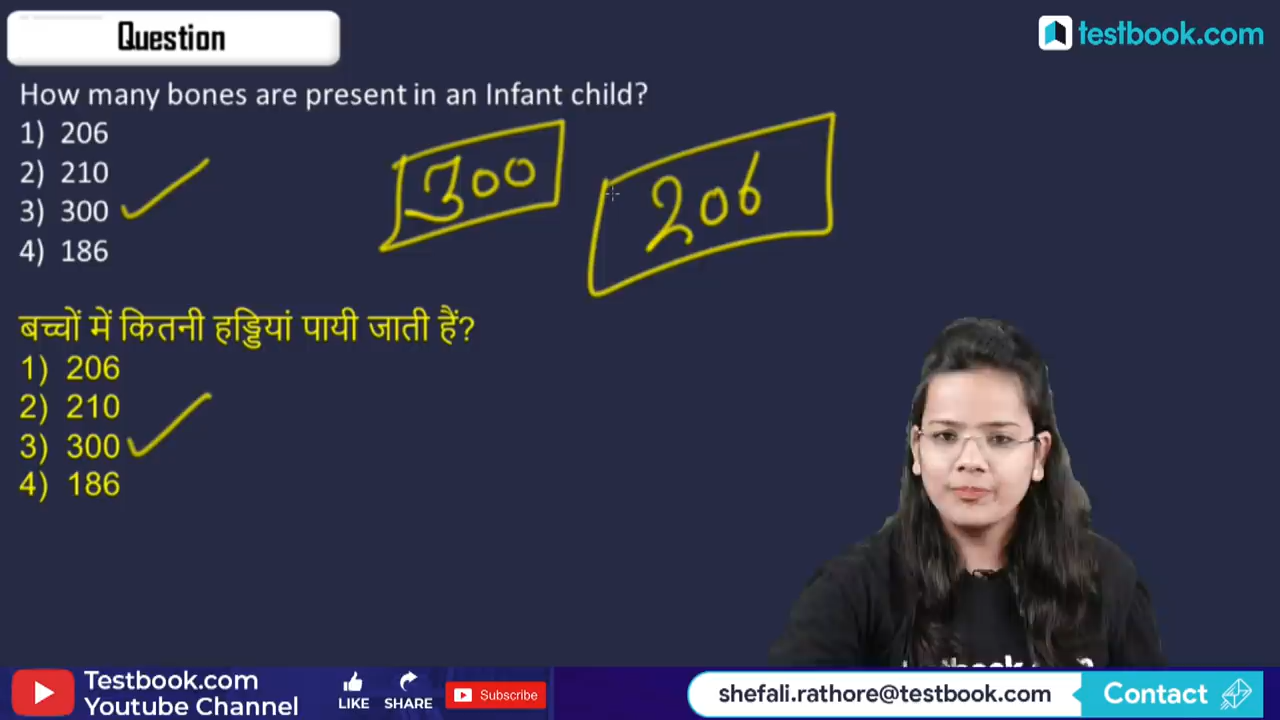 Question
testbook.com
How many bones are present in an Infant child?
1) 206
2) 210
3) 300
4) 186
300
206
बच्चों में कितनी हड्डियां पायी जाती हैं?
1) 206
2) 210
3) 300
4) 186
Testbook.com
YouTube Channel
LIKE
SHARE
Subscribe
shefali.rathore@testbook.com
Contact